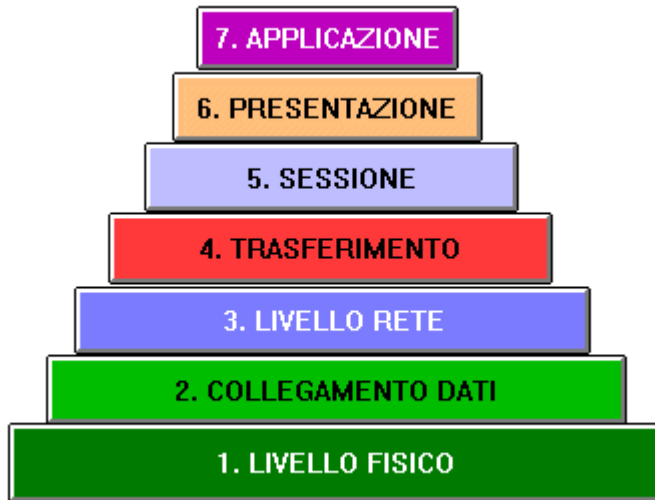 7. APPLICAZIONE
6. PRESENTAZIONE
5. SESSIONE
4. TRASFERIMENTO
3. LIVELLO RETE
2. COLLEGAMENTO DATI
1. LIVELLO FISICO